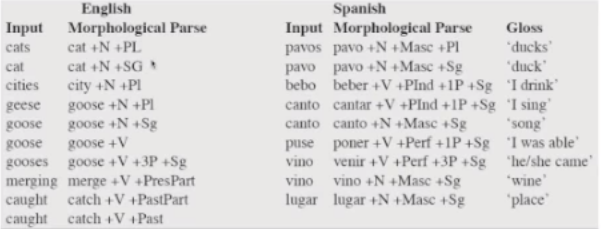 English Spanish
Input Morphological Parse Input Morphological Parse Gloss
cats cat +N +PL pavos pavo +N +Masc +Pl ‘ducks’
cat cat +N +SG pavo pavo +N +Masc +Sg ‘duck’
cities city +N +Pl bebo beber +V +PInd +1P +Sg ‘I drink’
geese goose +N +Pl canto cantar +V +PInd +1P +Sg ‘I sing’
goose goose +N +Sg canto canto +N +Masc +Sg ‘song’
goose goose +V puse poner +V +Perf +1P +Sg ‘I was able’
gooses goose +V +3P +Sg vino venir +V +Perf +3P +Sg ‘he/she came’
merging merge +V +PresPart vino vino +N +Masc +Sg ‘wine’
caught catch +V +PastPart lugar lugar +N +Masc +Sg ‘place’
caught catch +V +Past